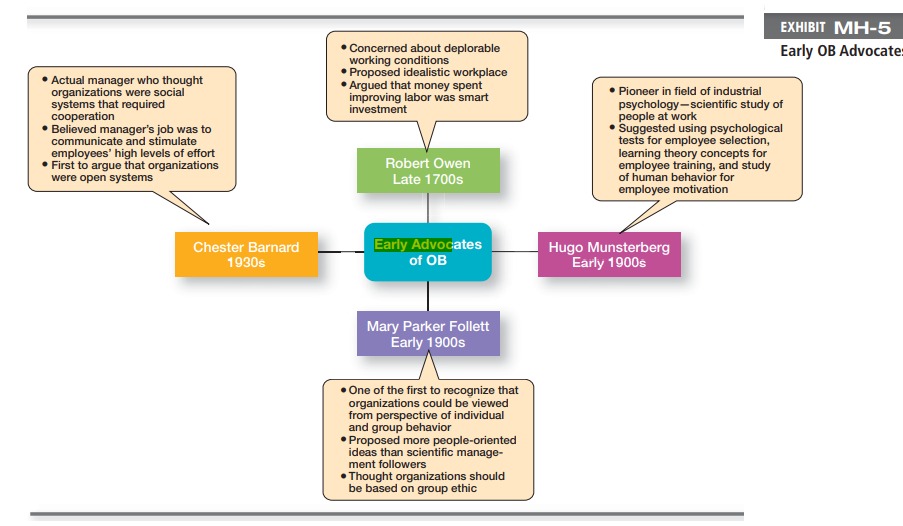 EXHIBIT MH-5
Early OB Advocates
• Concerned about deplorable
working conditions
• Proposed idealistic workplace
• Argued that money spent
improving labor was smart
investment
• Actual manager who thought
organizations were social
systems that required
cooperation
• Believed manager's job was to
communicate and stimulate
employees' high levels of effort
• First to argue that organizations
were open systems
• Pioneer in field of industrial
psychology—scientific study of
people at work
• Suggested using psychological
tests for employee selection,
learning theory concepts for
employee training, and study
of human behavior for
employee motivation
Robert Owen
Late 1700s
Chester Barnard
1930s
Early Advocates
of OB
Hugo Munsterberg
Early 1900s
Mary Parker Follett
Early 1900s
• One of the first to recognize that
organizations could be viewed
from perspective of individual
and group behavior
• Proposed more people-oriented
ideas than scientific manage-
ment followers
• Thought organizations should
be based on group ethic